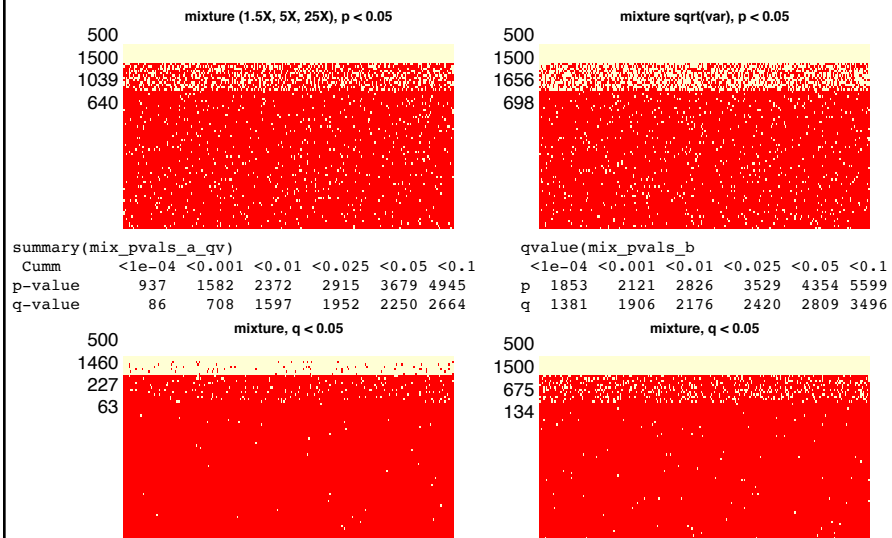 mixture (1.5X, 5X, 25X), p < 0.05
500
1500
1039
640
mixture sqrt(var), p < 0.05
500
1500
1656
698
summary(mix_pvals_a_qv)
Cumm <1e-04 <0.001 <0.01 <0.025 <0.05 <0.1
p-value 937 1582 2372 2915 3679 4945
q-value 86 708 1597 1952 2250 2664
qvalue(mix_pvals_b
<1e-04 <0.001 <0.01 <0.025 <0.05 <0.1
p 1853 2121 2826 3529 4354 5599
q 1381 1906 2176 2420 2809 3496
mixture, q < 0.05
500
1460
227
63
mixture, q < 0.05
500
1500
675
134